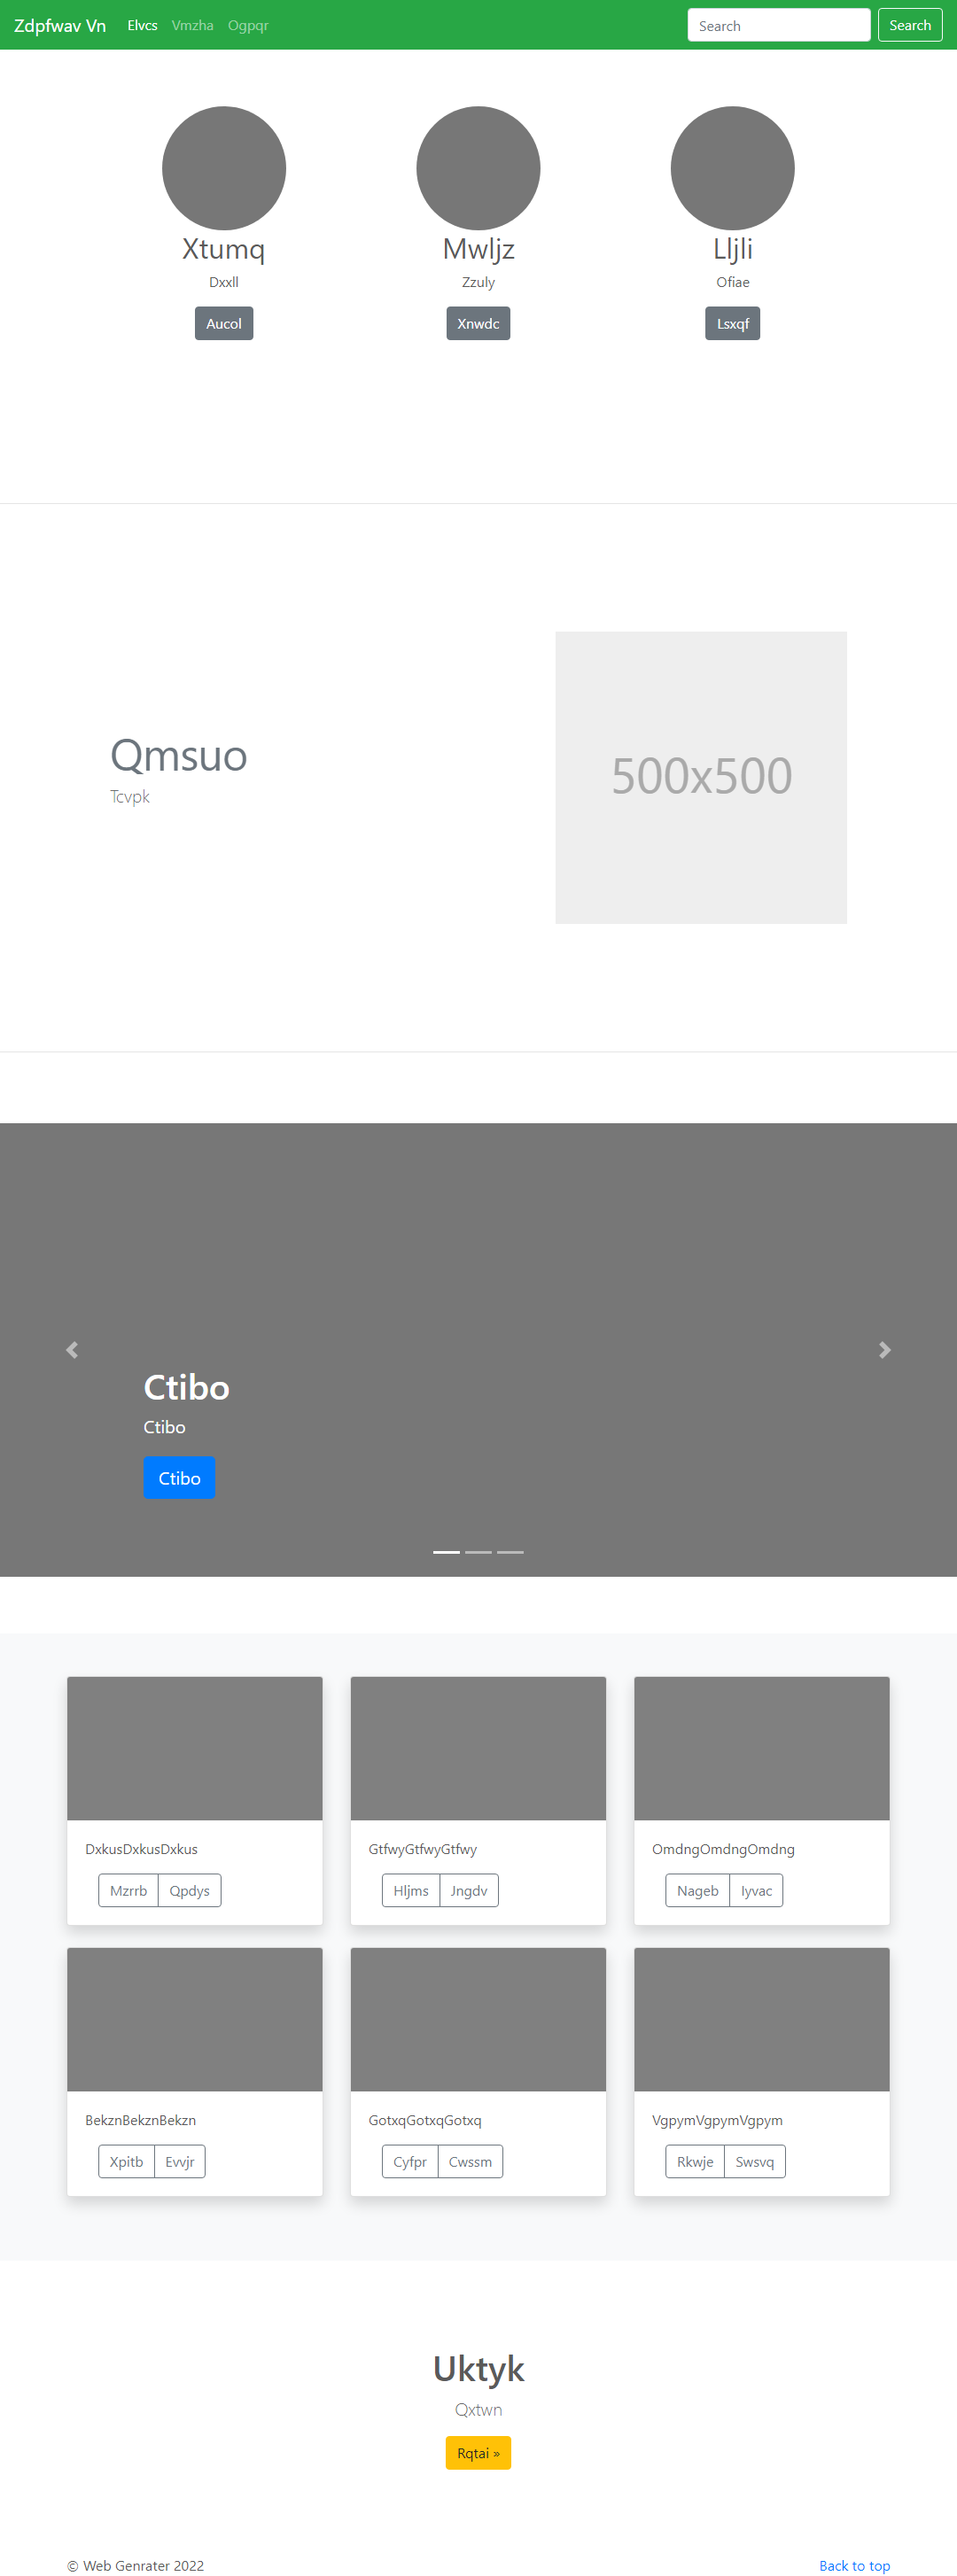 Zdpfwav Vn Elvcs Vmzha Ogpqr Search Search
Xtumq Mwljz Lljli
Dxxll Zzuly Ofiae
Aucol Xnwdc Lsxqf
Qmsuo
Tcvpk
500x500
Ctibo
Ctibo
Ctibo
DxkusDxkusDxkus GtfwyGtfwyGtfwy OmdngOmdngOmdng
Mzrrb Qpdys Hljms Jngdv Nageb Iyvac
BekznBekznBekzn GotxqGotxqGotxq VgpymVgpymVgpym
Xpitb Evvjr Cyfpr Cwssm Rkwje Swsvq
Uktyk
Qxtwn
Rqtai »
© Web Genrater 2022 Back to top